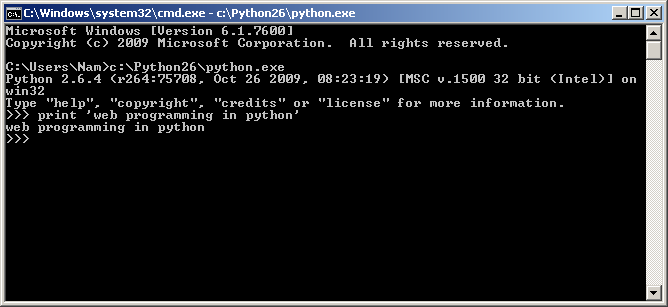 C:\Windows\system32\cmd.exe - c:\Python26\python.exe
Microsoft Windows [Version 6.1.7600]
Copyright (c) 2009 Microsoft Corporation.  All rights reserved.
C:\Users\Nam>c:\Python26\python.exe
Python 2.6.4 (r264:75708, Oct 26 2009, 08:23:19) [MSC v.1500 32 bit (Intel)] on
win32
Type "help", "copyright", "credits" or "license" for more information.
>>> print 'web programming in python'
web programming in python
>>>